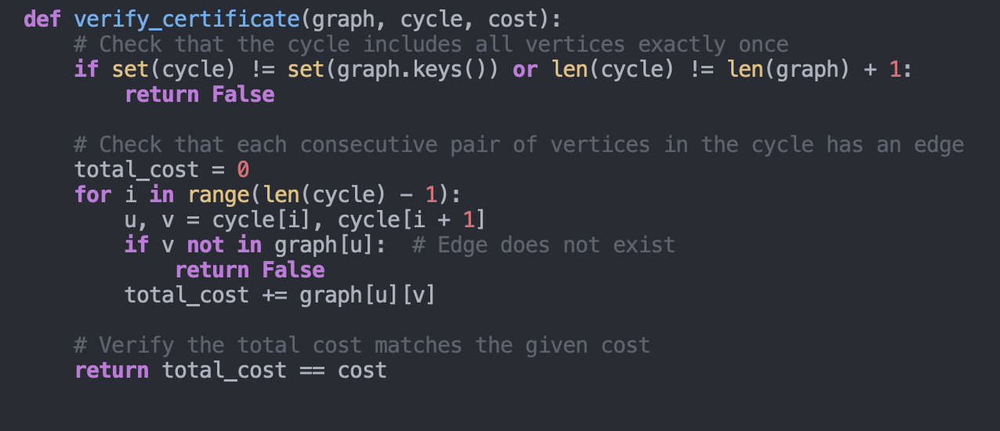 def verify_certificate(graph, cycle, cost):
    # Check that the cycle includes all vertices exactly once
    if set(cycle) != set(graph.keys()) or len(cycle) != len(graph) + 1:
        return False

    # Check that each consecutive pair of vertices in the cycle has an edge
    total_cost = 0
    for i in range(len(cycle) - 1):
        u, v = cycle[i], cycle[i + 1]
        if v not in graph[u]:  # Edge does not exist
            return False
        total_cost += graph[u][v]

    # Verify the total cost matches the given cost
    return total_cost == cost